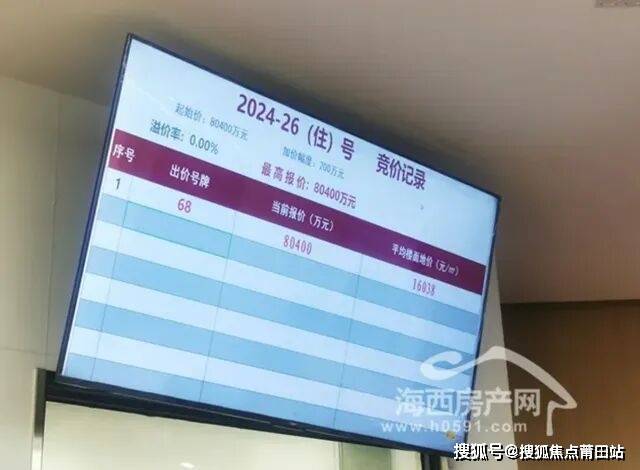 2024-26（住）号 竞价记录
起始价：80400万元 加价幅度：700万元
溢价率：0.00% 最高报价：80400万元
序号 出价号牌 当前报价（万元） 平均楼面地价（元/㎡）
1 68 80400 16038
海西房产网
www.h0591.com
搜狐号@搜狐焦点莆田站